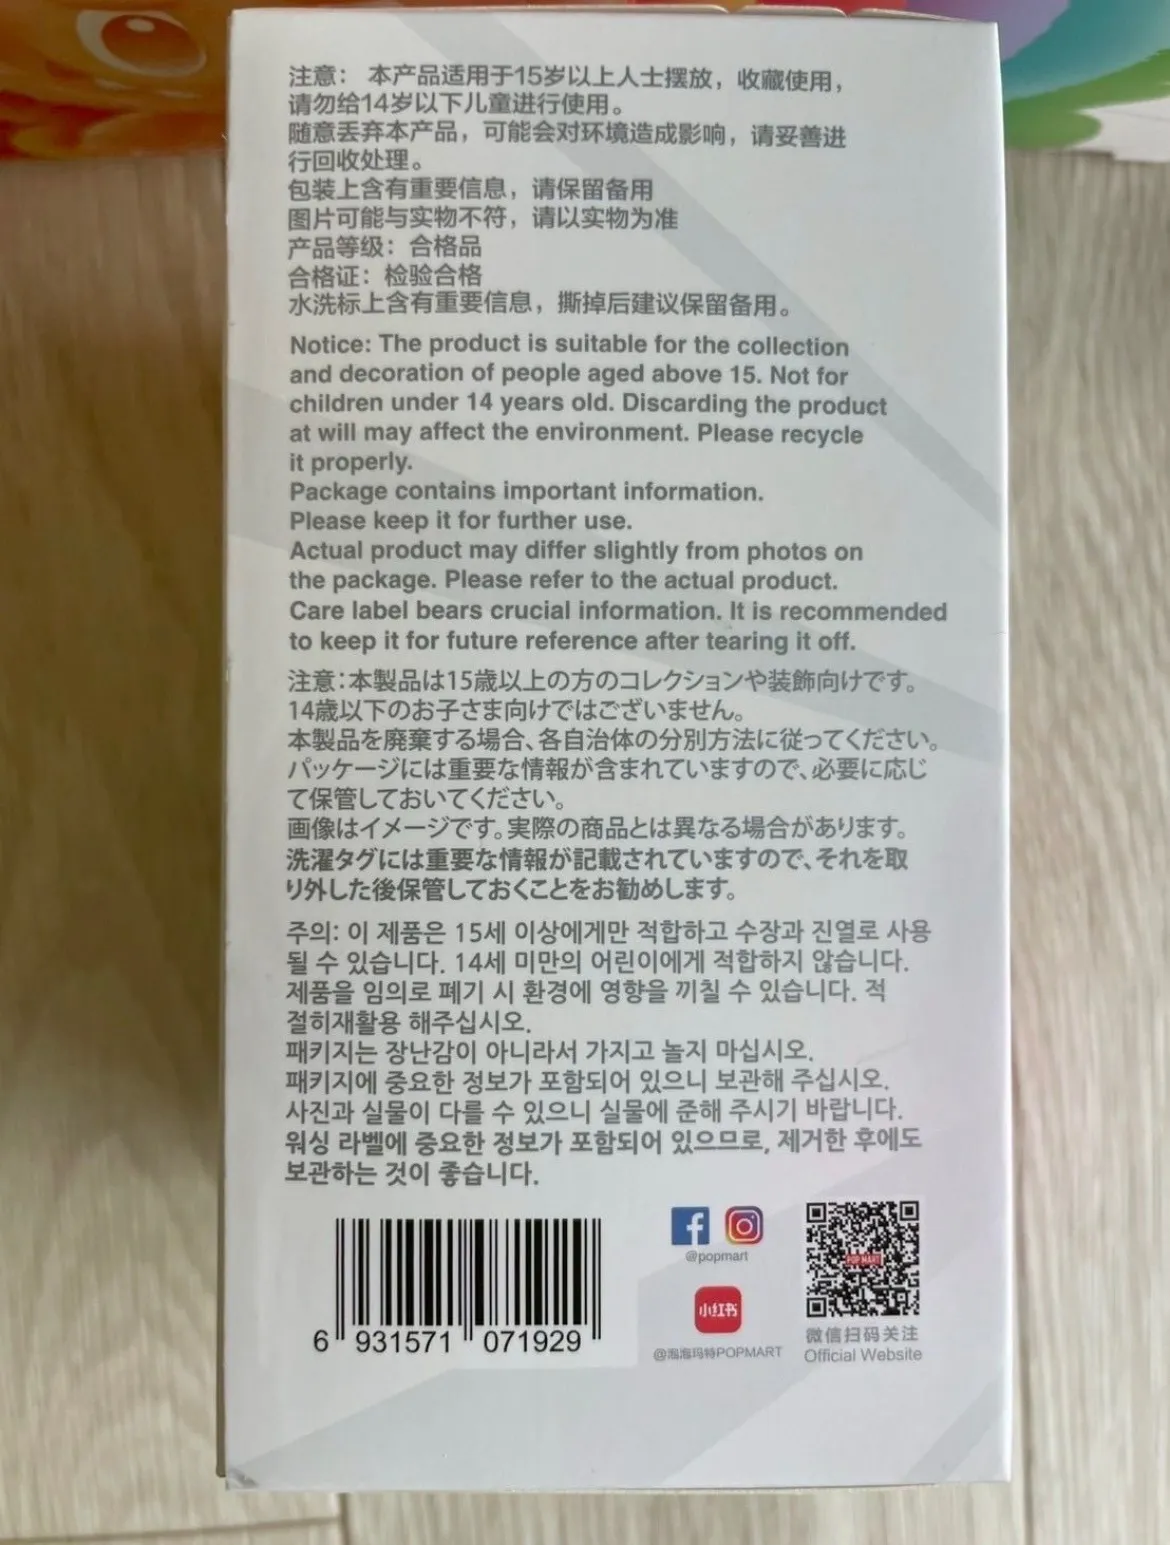 注意： 本产品适用于15岁以上人士摆放，收藏使用，
请勿给14岁以下儿童进行使用。
随意丢弃本产品，可能会对环境造成影响，请妥善进
行回收处理。
包装上含有重要信息，请保留备用
图片可能与实物不符，请以实物为准
产品等级：合格品
合格证：检验合格
水洗标上含有重要信息，撕掉后建议保留备用。
Notice: The product is suitable for the collection
and decoration of people aged above 15. Not for
children under 14 years old. Discarding the product
at will may affect the environment. Please recycle
it properly.
Package contains important information.
Please keep it for further use.
Actual product may differ slightly from photos on
the package. Please refer to the actual product.
Care label bears crucial information. It is recommended
to keep it for future reference after tearing it off.
注意：本製品は15歳以上の方のコレクションや装飾向けです。
14歳以下のお子さま向けではございません。
本製品を廃棄する場合、各自治体の分別方法に従ってください。
パッケージには重要な情報が含まれていますので、必要に応じ
て保管しておいてください。
画像はイメージです。実際の商品とは異なる場合があります。
洗濯タグには重要な情報が記載されていますので、それを取
り外した後保管しておくことをお勧めします。
주의: 이 제품은 15세 이상에게만 적합하고 수장과 진열로 사용
될 수 있습니다. 14세 미만의 어린이에게 적합하지 않습니다.
제품을 임의로 폐기 시 환경에 영향을 끼칠 수 있습니다. 적
절히재활용 해주십시오.
패키지는 장난감이 아니라서 가지고 놀지 마십시오.
패키지에 중요한 정보가 포함되어 있으니 보관해 주십시오.
사진과 실물이 다를 수 있으니 실물에 준해 주시기 바랍니다.
워싱 라벨에 중요한 정보가 포함되어 있으므로, 제거한 후에도
보관하는 것이 좋습니다.
6 931571 071929
@popmart
小红书
@泡泡玛特POPMART
POP MART
微信扫码关注
Official Website